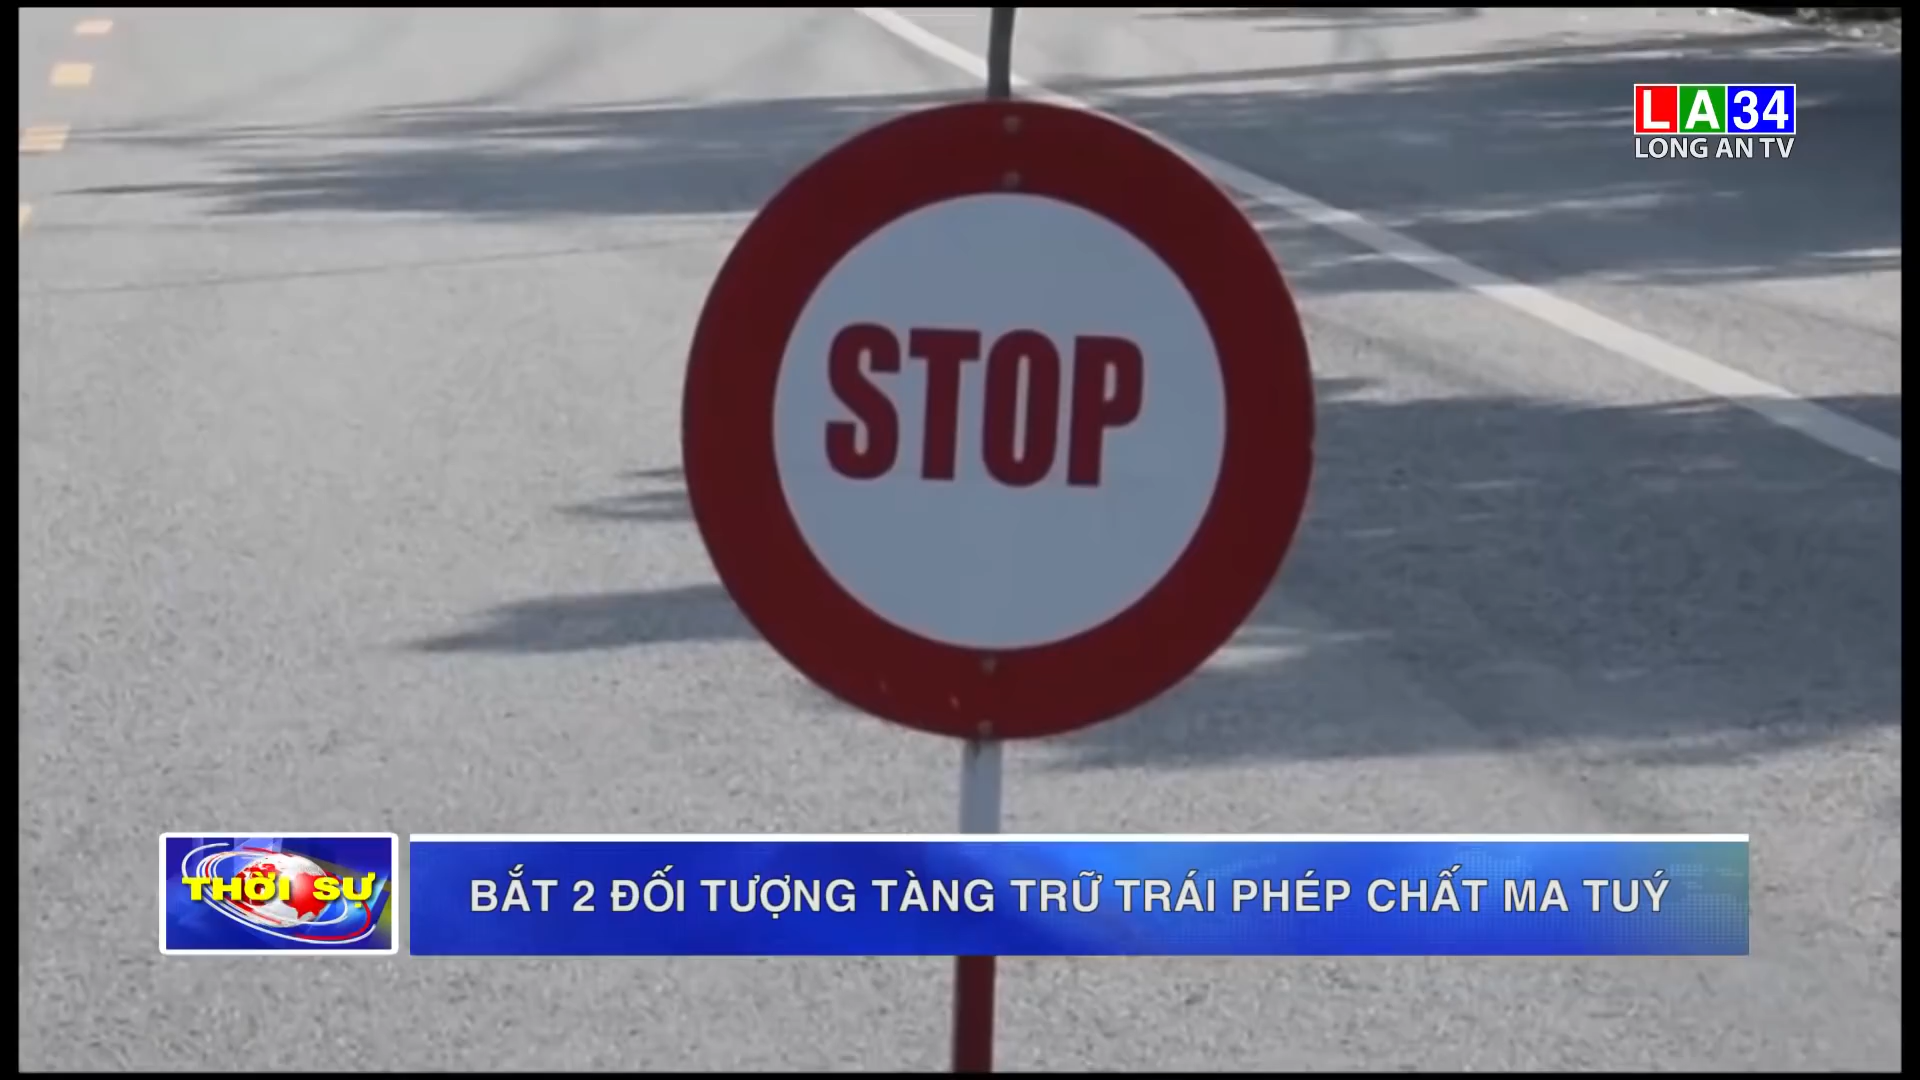 LA34
LONG AN TV
STOP
THỜI SỰ
BẮT 2 ĐỐI TƯỢNG TÀNG TRỮ TRÁI PHÉP CHẤT MA TUÝ